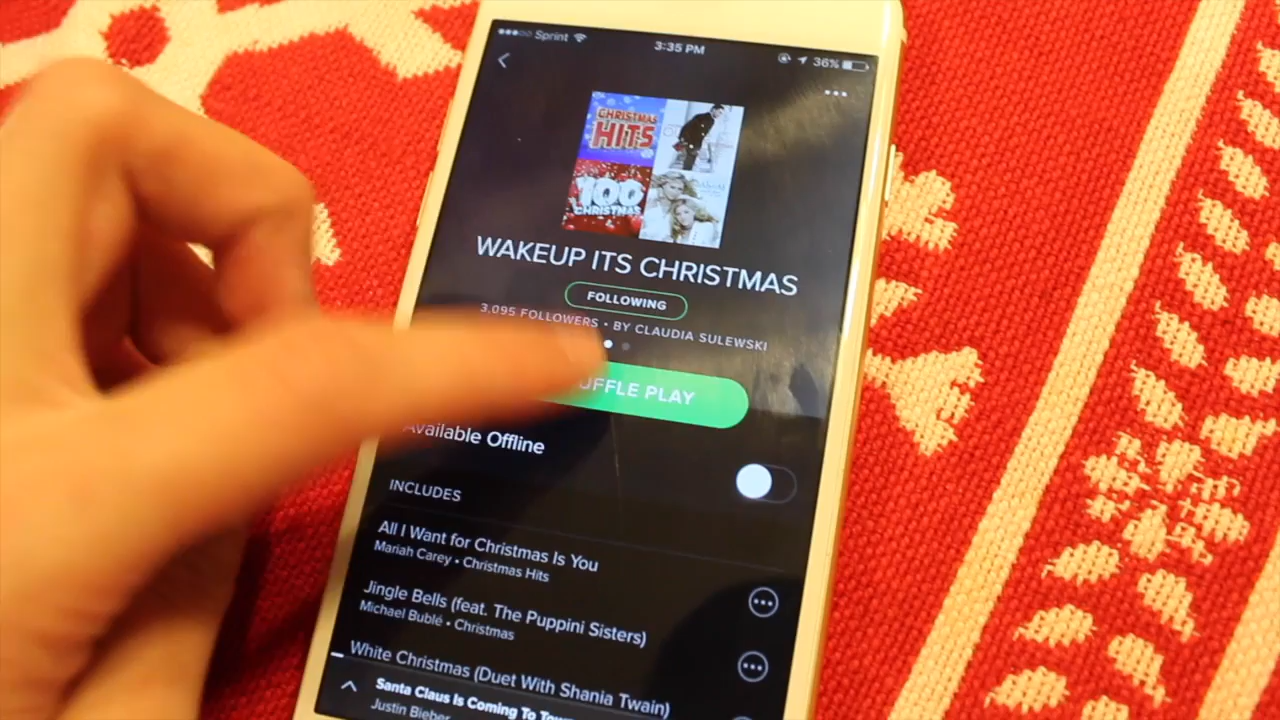 Sprint 3:35 PM 36%
CHRISTMAS
HITS
100
CHRISTMAS
WAKEUP ITS CHRISTMAS
FOLLOWING
3,095 FOLLOWERS • BY CLAUDIA SULEWSKI
UFFLE PLAY
Available Offline
INCLUDES
All I Want for Christmas Is You
Mariah Carey • Christmas Hits
Jingle Bells (feat. The Puppini Sisters)
Michael Bublé • Christmas
White Christmas (Duet With Shania Twain)
Santa Claus Is Coming To Tow
Justin Bieber